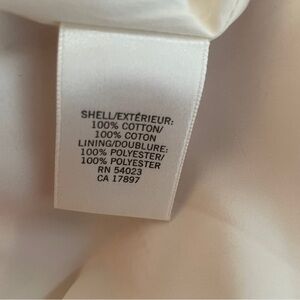 SHELL/EXTÉRIEUR:
100% COTTON/
100% COTON
LINING/DOUBLURE:
100% POLYESTER/
100% POLYESTER
RN 54023
CA 17897